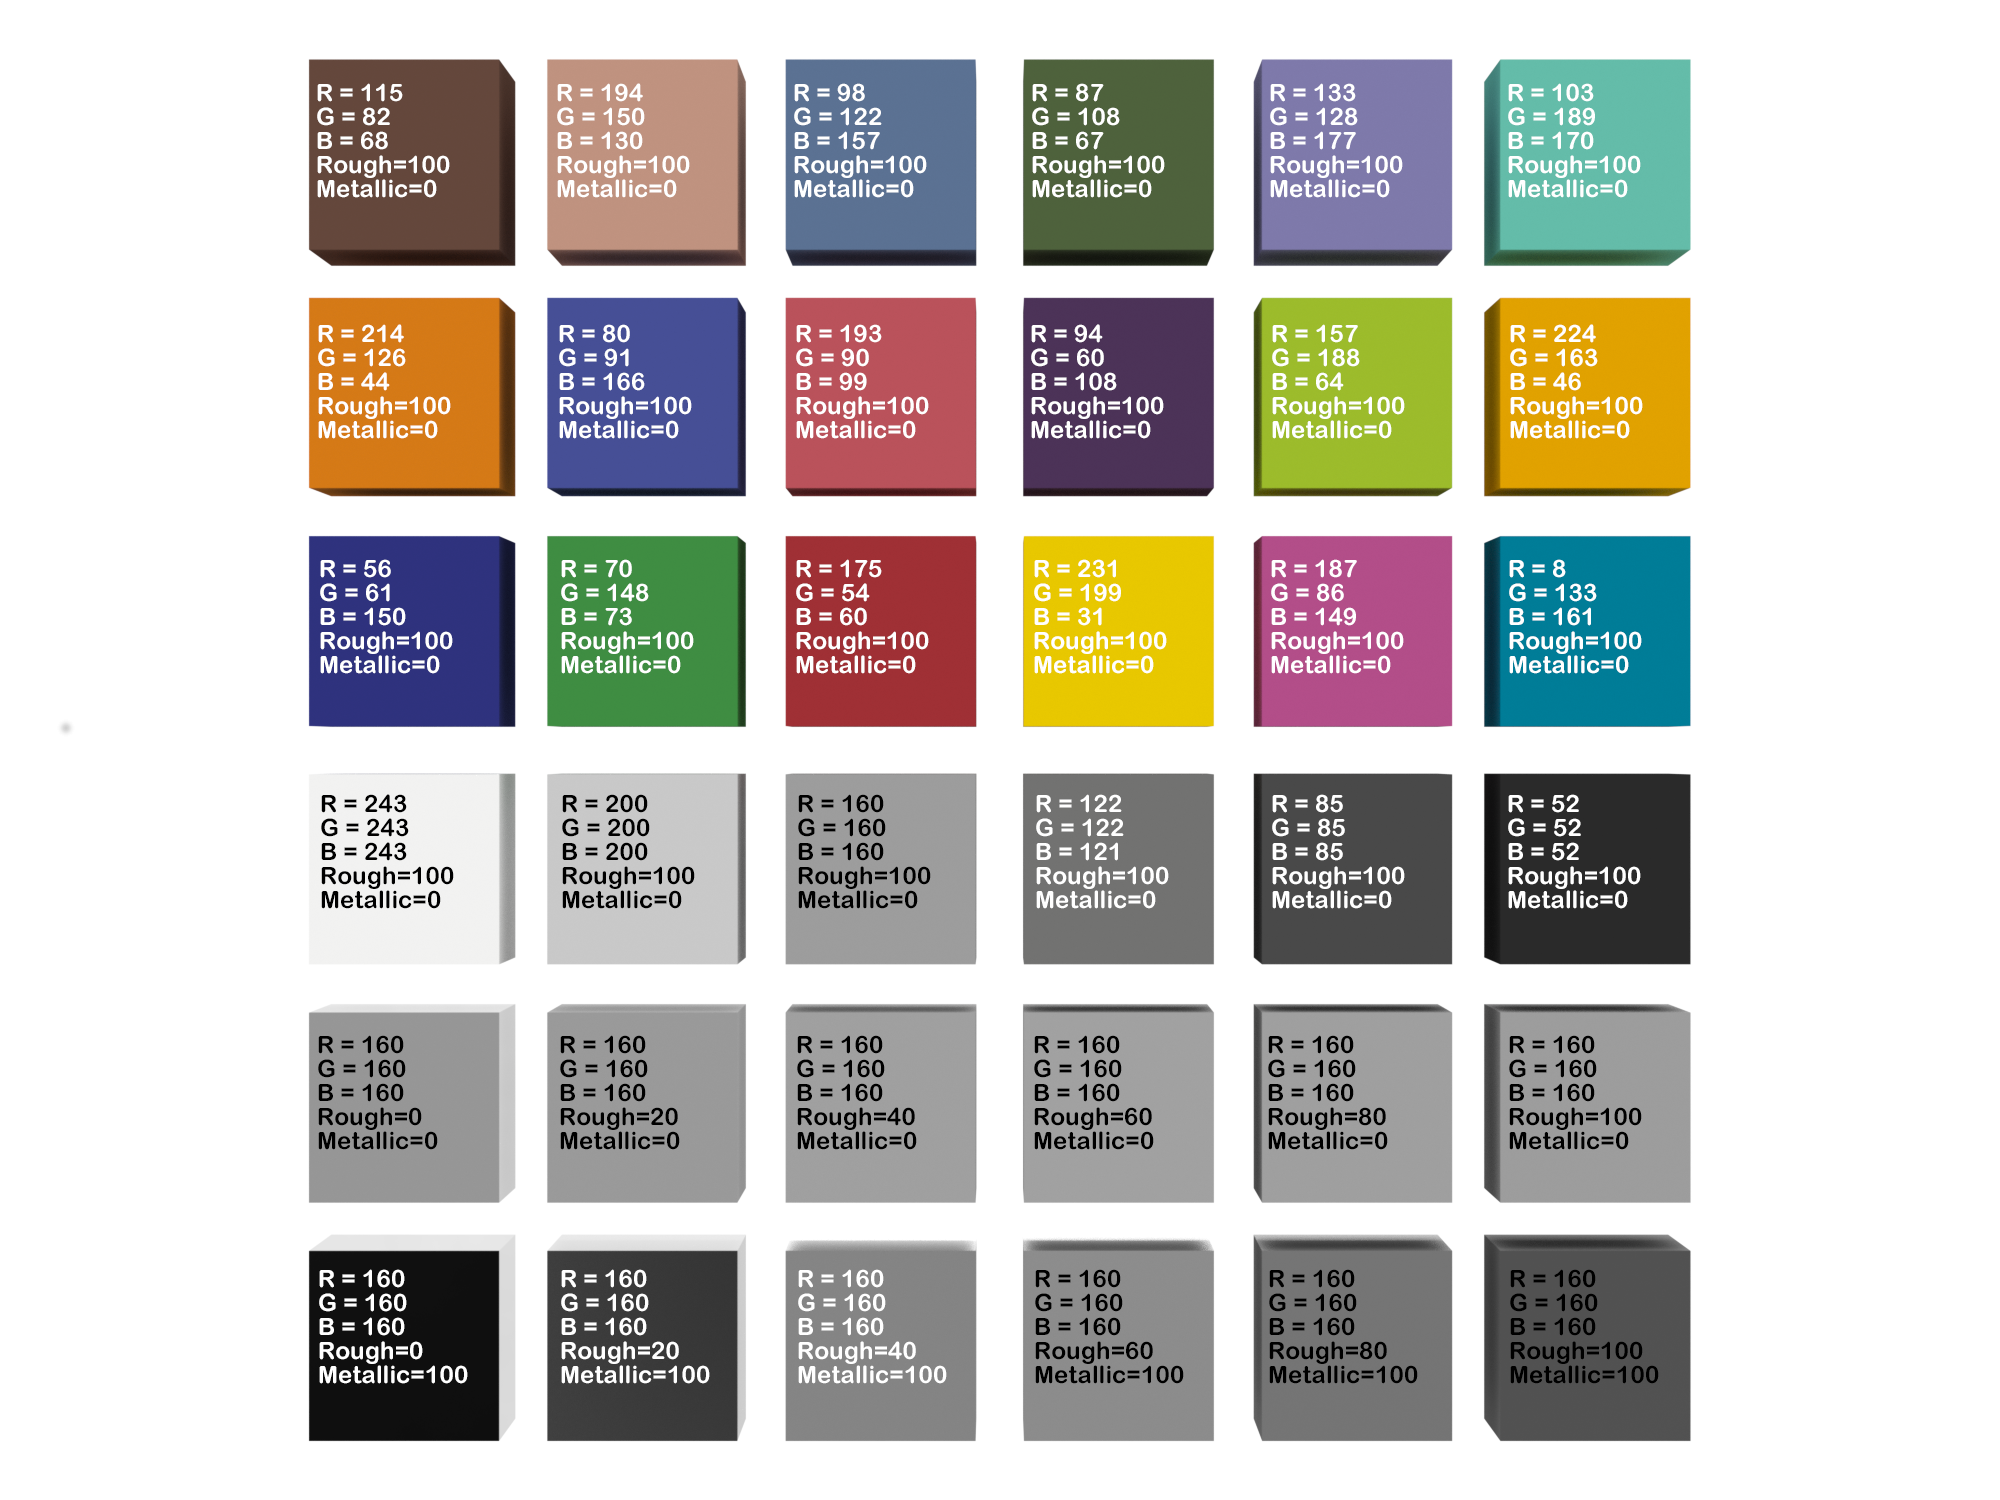 R = 115
G = 82
B = 68
Rough=100
Metallic=0
R = 194
G = 150
B = 130
Rough=100
Metallic=0
R = 98
G = 122
B = 157
Rough=100
Metallic=0
R = 87
G = 108
B = 67
Rough=100
Metallic=0
R = 133
G = 128
B = 177
Rough=100
Metallic=0
R = 103
G = 189
B = 170
Rough=100
Metallic=0
R = 214
G = 126
B = 44
Rough=100
Metallic=0
R = 80
G = 91
B = 166
Rough=100
Metallic=0
R = 193
G = 90
B = 99
Rough=100
Metallic=0
R = 94
G = 60
B = 108
Rough=100
Metallic=0
R = 157
G = 188
B = 64
Rough=100
Metallic=0
R = 224
G = 163
B = 46
Rough=100
Metallic=0
R = 56
G = 61
B = 150
Rough=100
Metallic=0
R = 70
G = 148
B = 73
Rough=100
Metallic=0
R = 175
G = 54
B = 60
Rough=100
Metallic=0
R = 231
G = 199
B = 31
Rough=100
Metallic=0
R = 187
G = 86
B = 149
Rough=100
Metallic=0
R = 8
G = 133
B = 161
Rough=100
Metallic=0
R = 243
G = 243
B = 243
Rough=100
Metallic=0
R = 200
G = 200
B = 200
Rough=100
Metallic=0
R = 160
G = 160
B = 160
Rough=100
Metallic=0
R = 122
G = 122
B = 121
Rough=100
Metallic=0
R = 85
G = 85
B = 85
Rough=100
Metallic=0
R = 52
G = 52
B = 52
Rough=100
Metallic=0
R = 160
G = 160
B = 160
Rough=0
Metallic=0
R = 160
G = 160
B = 160
Rough=20
Metallic=0
R = 160
G = 160
B = 160
Rough=40
Metallic=0
R = 160
G = 160
B = 160
Rough=60
Metallic=0
R = 160
G = 160
B = 160
Rough=80
Metallic=0
R = 160
G = 160
B = 160
Rough=100
Metallic=0
R = 160
G = 160
B = 160
Rough=0
Metallic=100
R = 160
G = 160
B = 160
Rough=20
Metallic=100
R = 160
G = 160
B = 160
Rough=40
Metallic=100
R = 160
G = 160
B = 160
Rough=60
Metallic=100
R = 160
G = 160
B = 160
Rough=80
Metallic=100
R = 160
G = 160
B = 160
Rough=100
Metallic=100